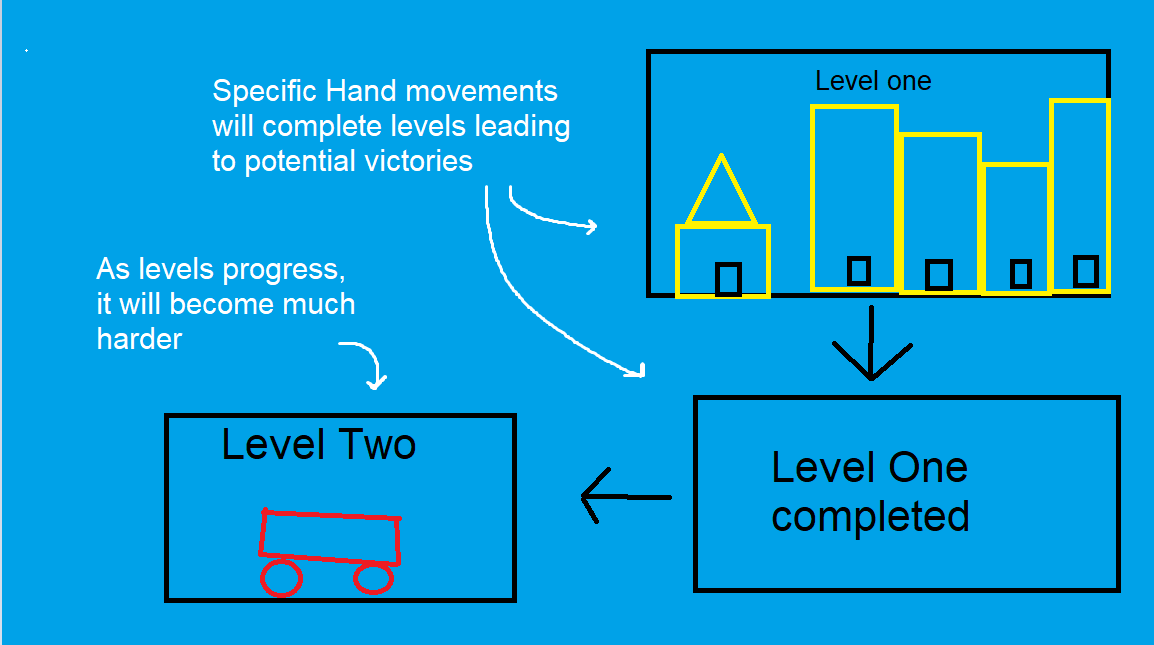 Level one
Specific Hand movements
will complete levels leading
to potential victories
As levels progress,
it will become much
harder
Level Two
Level One
completed